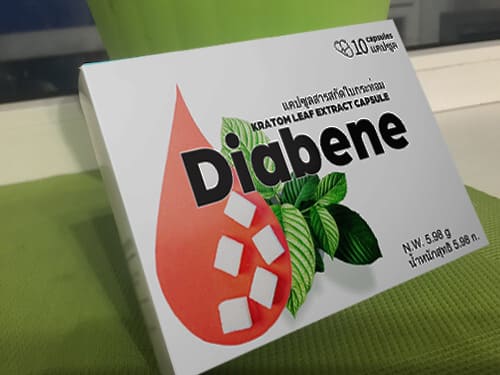 10 capsules
แคปซูล
แคปซูลสารสกัดใบกระท่อม
KRATOM LEAF EXTRACT CAPSULE
Diabene
N.W. 5.98 g
น้ำหนักสุทธิ 5.98 ก.